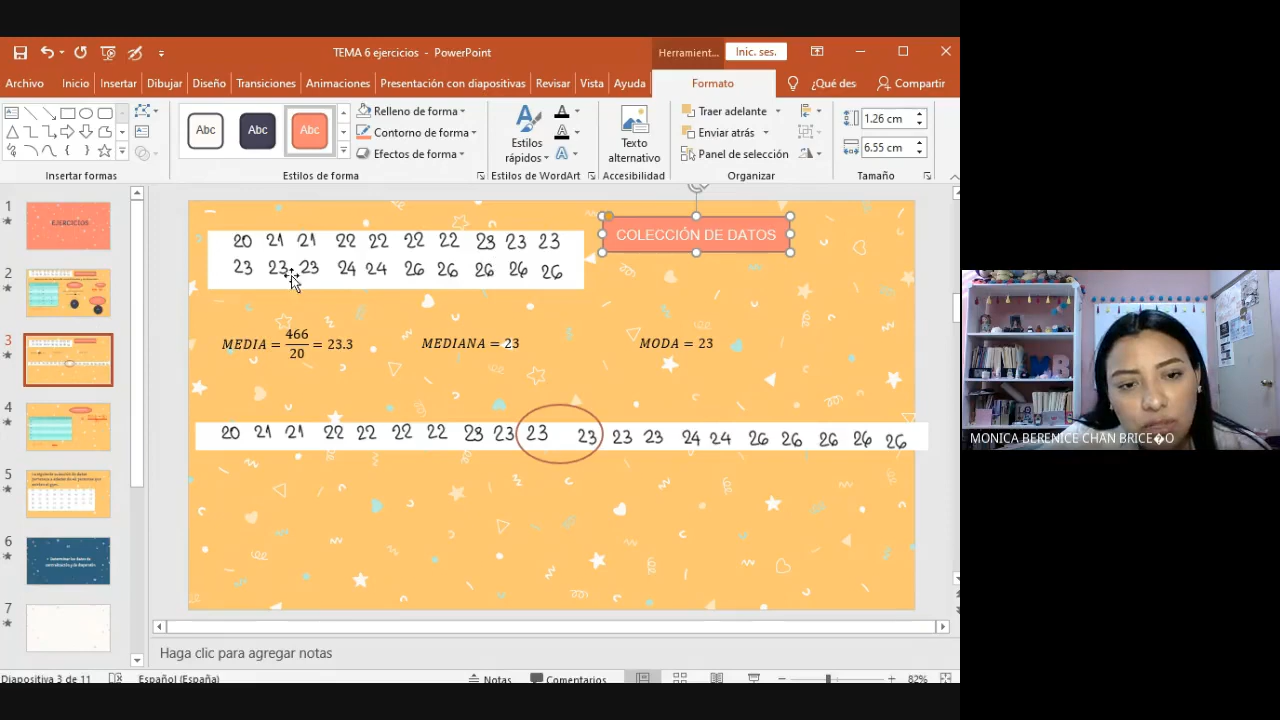 TEMA 6 ejercicios - PowerPoint
Herramient...
Inic. ses.
Archivo Inicio Insertar Dibujar Diseño Transiciones Animaciones Presentación con diapositivas Revisar Vista Ayuda Formato ¿Qué des Compartir
Abc Abc Abc
Relleno de forma
Contorno de forma
Efectos de forma
Estilos rápidos
Texto alternativo
Traer adelante
Enviar atrás
Panel de selección
1.26 cm
6.55 cm
Insertar formas Estilos de forma Estilos de WordArt Accesibilidad Organizar Tamaño
1
EJERCICIOS
2
3
4
5
6
7
COLECCIÓN DE DATOS
20 21 21 22 22 22 22 23 23 23
23 23 23 24 24 26 26 26 26 26
MEDIA = 466/20 = 23.3
MEDIANA = 23
MODA = 23
20 21 21 22 22 22 22 23 23 23 23 23 23 24 24 26 26 26 26 26
Haga clic para agregar notas
Diapositiva 3 de 11 Español (España) Notas Comentarios 82%
MONICA BERENICE CHAN BRICE�O